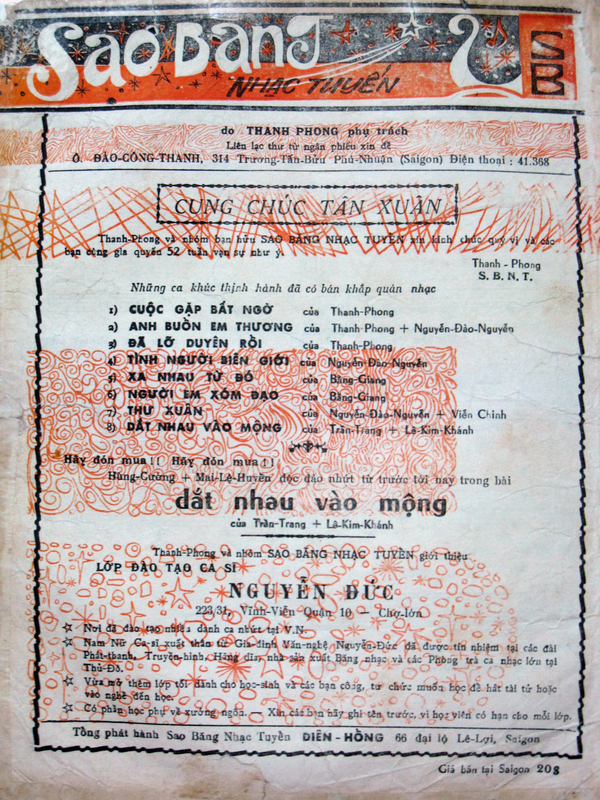 Sao Băng
NHẠC TUYỂN
SB
do THANH PHONG phụ trách
Liên lạc thư từ ngân phiếu xin đề
Ô. ĐÀO-CÔNG-THANH, 314 Trương-Tấn-Bửu Phú-Nhuận (Saigon) Điện thoại : 41.368
CUNG CHÚC TÂN XUÂN
Thanh-Phong và nhóm bạn hữu SAO BĂNG NHẠC TUYỂN xin kính chúc quý vị và các
bạn cùng gia quyến 52 tuần vạn sự như ý.
Thanh - Phong
S. B. N. T.
Những ca khúc thịnh hành đã có bán khắp quán nhạc
1) CUỘC GẶP BẤT NGỜ của Thanh-Phong
2) ANH BUỒN EM THƯƠNG của Thanh-Phong + Nguyễn-Đào-Nguyễn
3) ĐÃ LỠ DUYÊN RỒI của Thanh-Phong
4) TÌNH NGƯỜI BIÊN GIỚI của Nguyễn-Đào-Nguyễn
5) XA NHAU TỪ ĐÓ của Băng-Giang
6) NGƯỜI EM XÓM ĐẠO của Băng-Giang
7) THƯ XUÂN của Nguyễn-Đào-Nguyễn + Viễn Chinh
8) DẮT NHAU VÀO MỘNG của Trần-Trang + Lê-Kim-Khánh
Hãy đón mua !! Hãy đón mua !!
Hùng-Cường + Mai-Lệ-Huyền độc đáo nhứt từ trước tới nay trong bài
dắt nhau vào mộng
của Trần-Trang + Lê-Kim-Khánh
Thanh-Phong và nhóm SAO BĂNG NHẠC TUYỂN giới thiệu
LỚP ĐÀO TẠO CA SĨ
NGUYỄN ĐỨC
223/31, Vĩnh-Viễn Quận 10 — Chợ-lớn
☆ Nơi đã đào tạo nhiều danh ca nhứt tại V.N.
☆ Nam Nữ Ca-sĩ xuất thân từ Gia-đình Văn-nghệ Nguyễn-Đức đã được tín nhiệm tại các đài
Phát-thanh, Truyền-hình, Hãng dĩa, nhà sản xuất Băng nhạc và các Phòng trà ca nhạc lớn tại
Thủ-Đô.
☆ Vừa mở thêm lớp tối dành cho học-sinh và các bạn công, tư chức muốn học để hát tài tử hoặc
vào nghề đến học.
☆ Có phần học phụ về xướng ngôn. — Xin các bạn hãy ghi tên trước, vì học viên có hạn cho mỗi lớp.
Tổng phát hành Sao Băng Nhạc Tuyển DIÊN - HỒNG 66 đại lộ Lê-Lợi, Saigon
Giá bán tại Saigon 20$